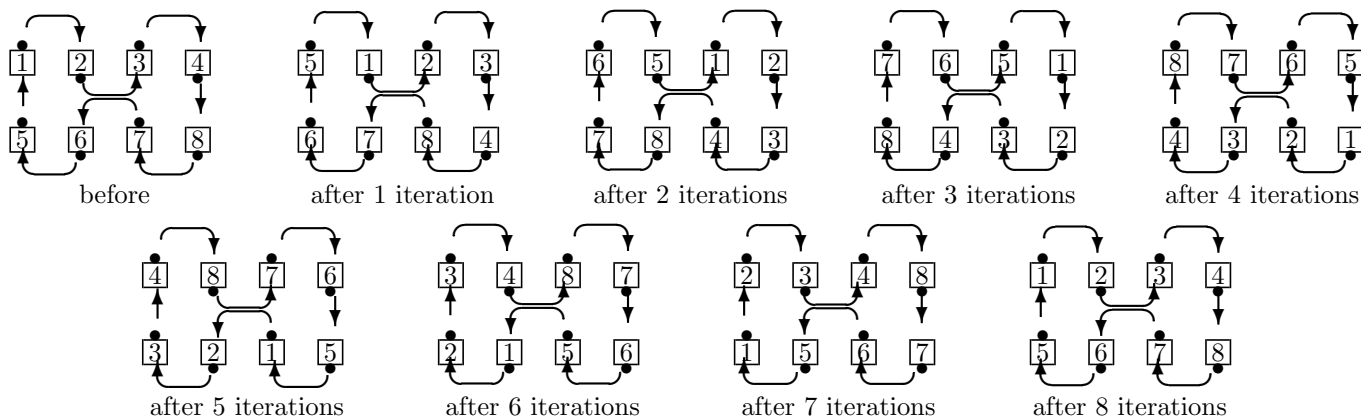 1 2 3 4 5 1 2 3 6 5 1 2 7 6 5 1 8 7 6 5
5 6 7 8 6 7 8 4 7 8 4 3 8 4 3 2 4 3 2 1
before after 1 iteration after 2 iterations after 3 iterations after 4 iterations
4 8 7 6 3 4 8 7 2 3 4 8 1 2 3 4
3 2 1 5 2 1 5 6 1 5 6 7 5 6 7 8
after 5 iterations after 6 iterations after 7 iterations after 8 iterations